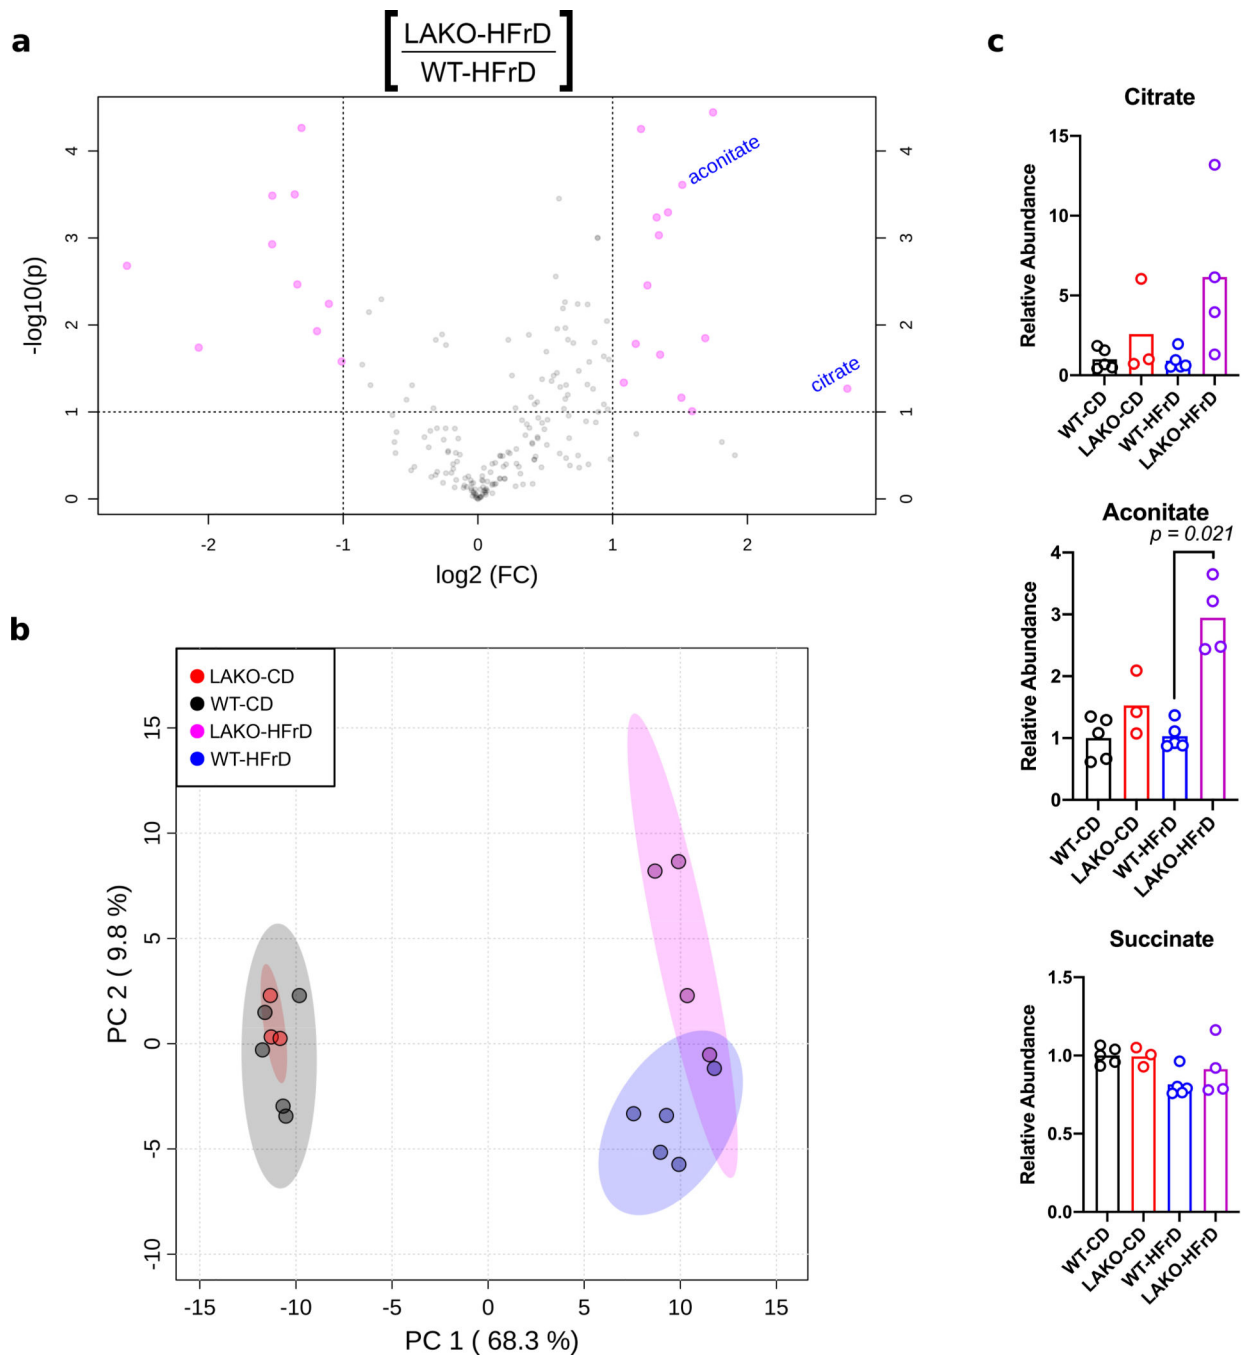 a
LAKO-HFrD
WT-HFrD
-log10(p)
4
3
2
1
0
4
3
2
1
0
aconitate
citrate
-2
-1
0
1
2
log2 (FC)
b
LAKO-CD
WT-CD
LAKO-HFrD
WT-HFrD
PC 2 ( 9.8 %)
15
10
5
0
-5
-10
-15
-10
-5
0
5
10
15
PC 1 ( 68.3 %)
c
Citrate
Relative Abundance
15
10
5
0
WT-CD
LAKO-CD
WT-HFrD
LAKO-HFrD
Aconitate
p = 0.021
Relative Abundance
4
3
2
1
0
WT-CD
LAKO-CD
WT-HFrD
LAKO-HFrD
Succinate
Relative Abundance
1.5
1.0
0.5
0.0
WT-CD
LAKO-CD
WT-HFrD
LAKO-HFrD